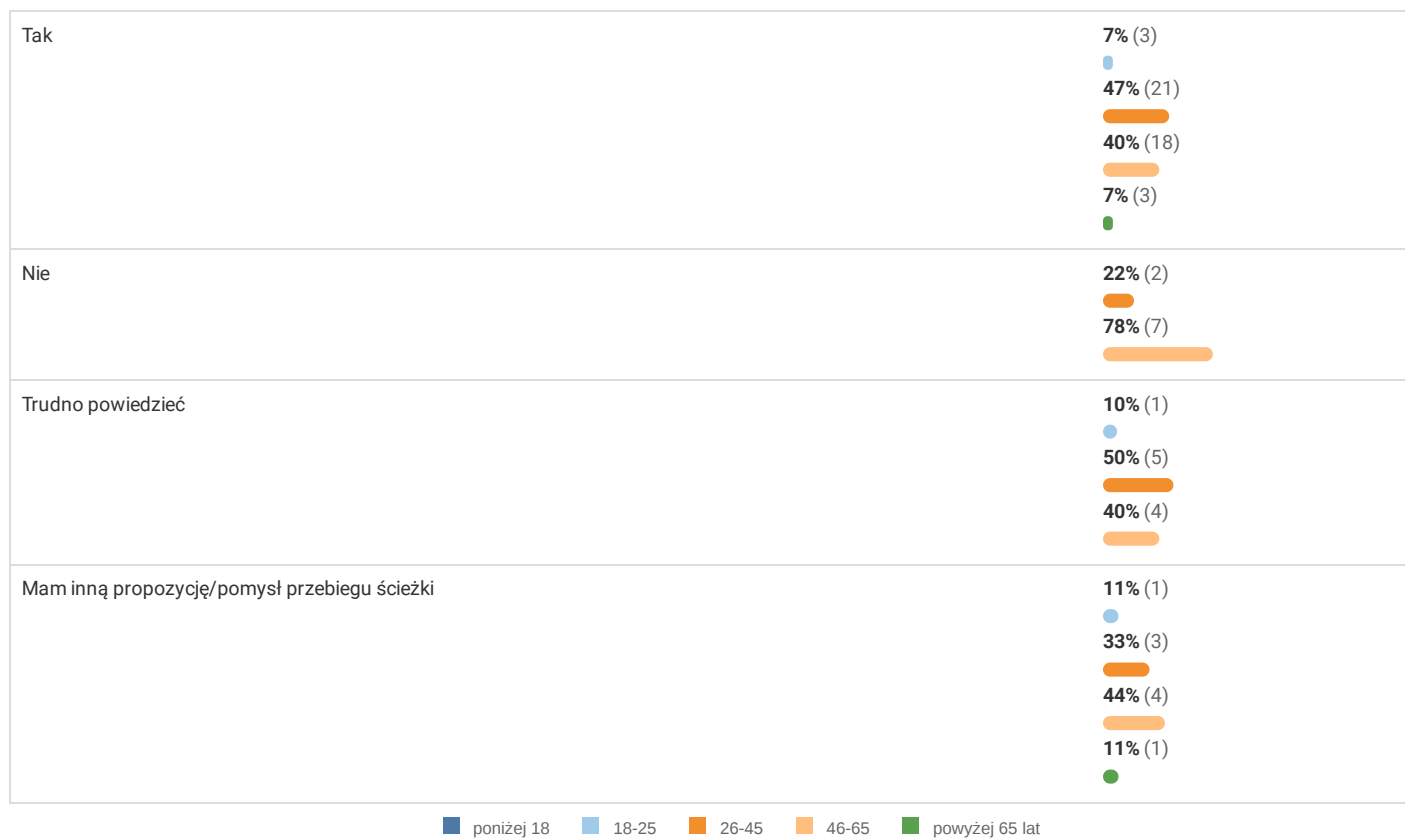 Tak
7% (3)
47% (21)
40% (18)
7% (3)
Nie
22% (2)
78% (7)
Trudno powiedzieć
10% (1)
50% (5)
40% (4)
Mam inną propozycję/pomysł przebiegu ścieżki
11% (1)
33% (3)
44% (4)
11% (1)
poniżej 18 18-25 26-45 46-65 powyżej 65 lat